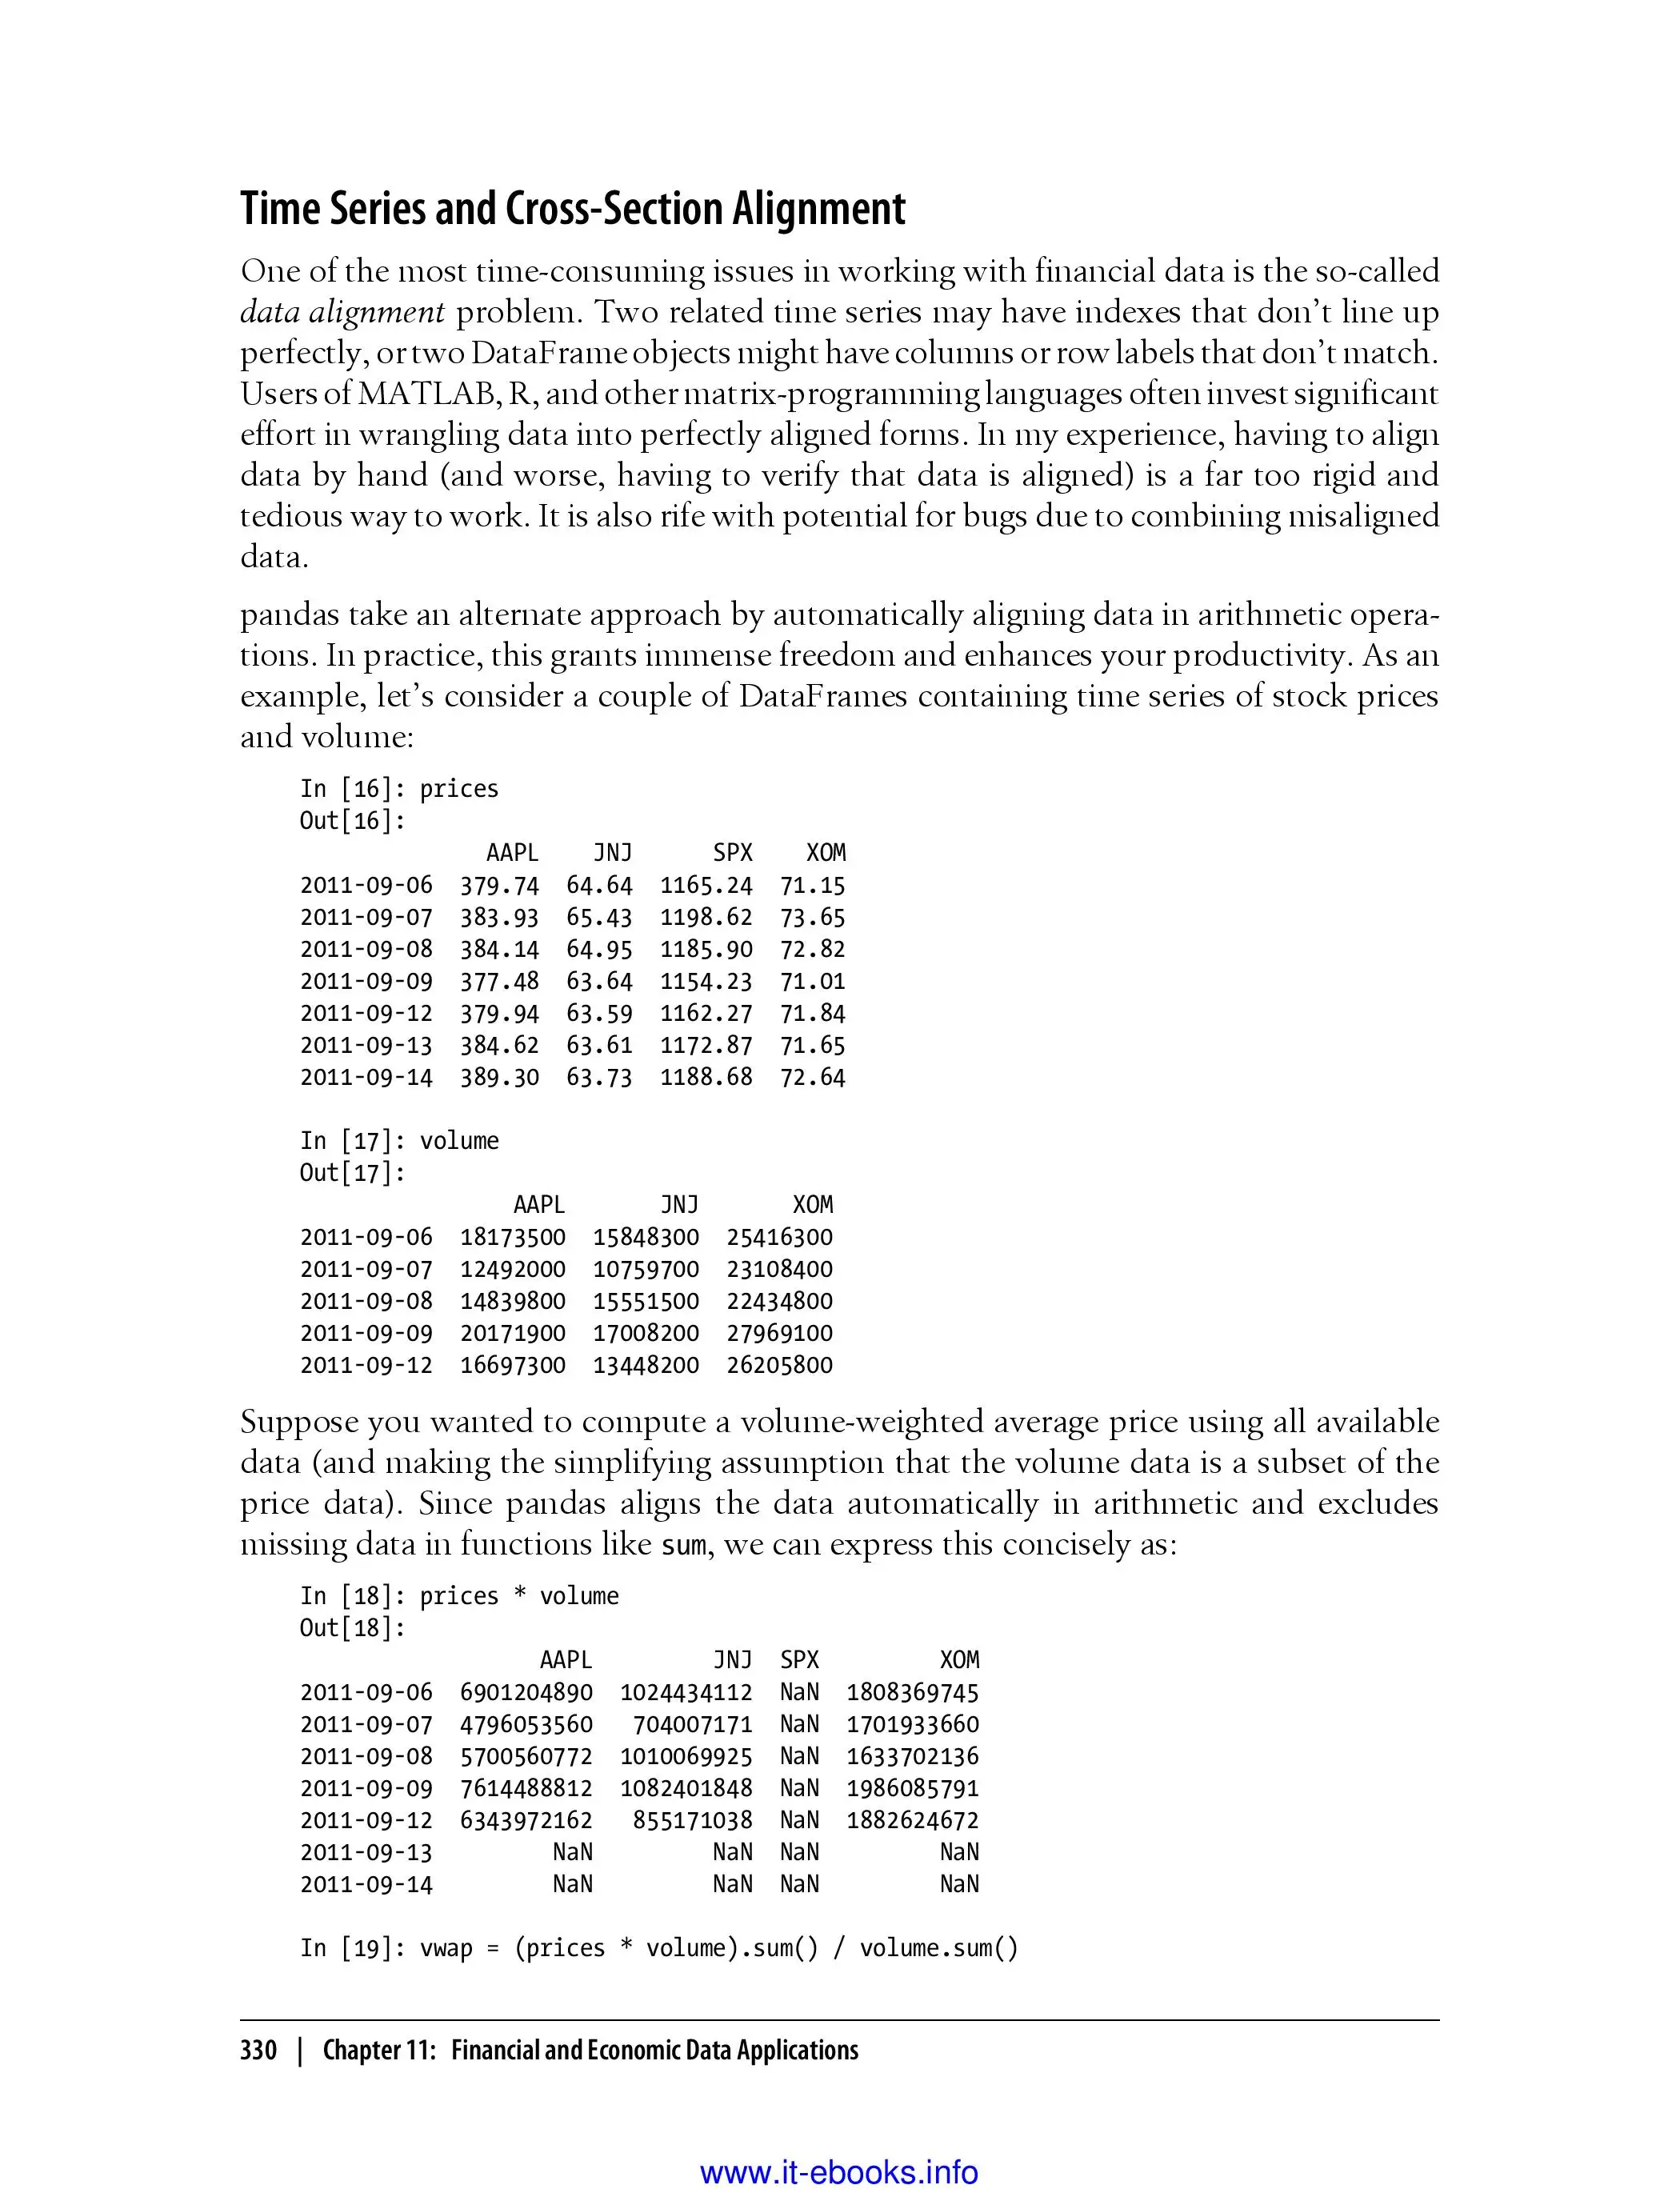 Time Series and Cross-Section Alignment
One of the most time-consuming issues in working with financial data is the so-called
data alignment problem. Two related time series may have indexes that don’t line up
perfectly, or two DataFrame objects might have columns or row labels that don’t match.
Users of MATLAB, R, and other matrix-programming languages often invest significant
effort in wrangling data into perfectly aligned forms. In my experience, having to align
data by hand (and worse, having to verify that data is aligned) is a far too rigid and
tedious way to work. It is also rife with potential for bugs due to combining misaligned
data.
pandas take an alternate approach by automatically aligning data in arithmetic opera-
tions. In practice, this grants immense freedom and enhances your productivity. As an
example, let’s consider a couple of DataFrames containing time series of stock prices
and volume:
In [16]: prices
Out[16]:
AAPL JNJ SPX XOM
2011-09-06 379.74 64.64 1165.24 71.15
2011-09-07 383.93 65.43 1198.62 73.65
2011-09-08 384.14 64.95 1185.90 72.82
2011-09-09 377.48 63.64 1154.23 71.01
2011-09-12 379.94 63.59 1162.27 71.84
2011-09-13 384.62 63.61 1172.87 71.65
2011-09-14 389.30 63.73 1188.68 72.64
In [17]: volume
Out[17]:
AAPL JNJ XOM
2011-09-06 18173500 15848300 25416300
2011-09-07 12492000 10759700 23108400
2011-09-08 14839800 15551500 22434800
2011-09-09 20171900 17008200 27969100
2011-09-12 16697300 13448200 26205800
Suppose you wanted to compute a volume-weighted average price using all available
data (and making the simplifying assumption that the volume data is a subset of the
price data). Since pandas aligns the data automatically in arithmetic and excludes
missing data in functions like sum, we can express this concisely as:
In [18]: prices * volume
Out[18]:
AAPL JNJ SPX XOM
2011-09-06 6901204890 1024434112 NaN 1808369745
2011-09-07 4796053560 704007171 NaN 1701933660
2011-09-08 5700560772 1010069925 NaN 1633702136
2011-09-09 7614488812 1082401848 NaN 1986085791
2011-09-12 6343972162 855171038 NaN 1882624672
2011-09-13 NaN NaN NaN NaN
2011-09-14 NaN NaN NaN NaN
In [19]: vwap = (prices * volume).sum() / volume.sum()
330 | Chapter 11: Financial and Economic Data Applications
www.it-ebooks.info